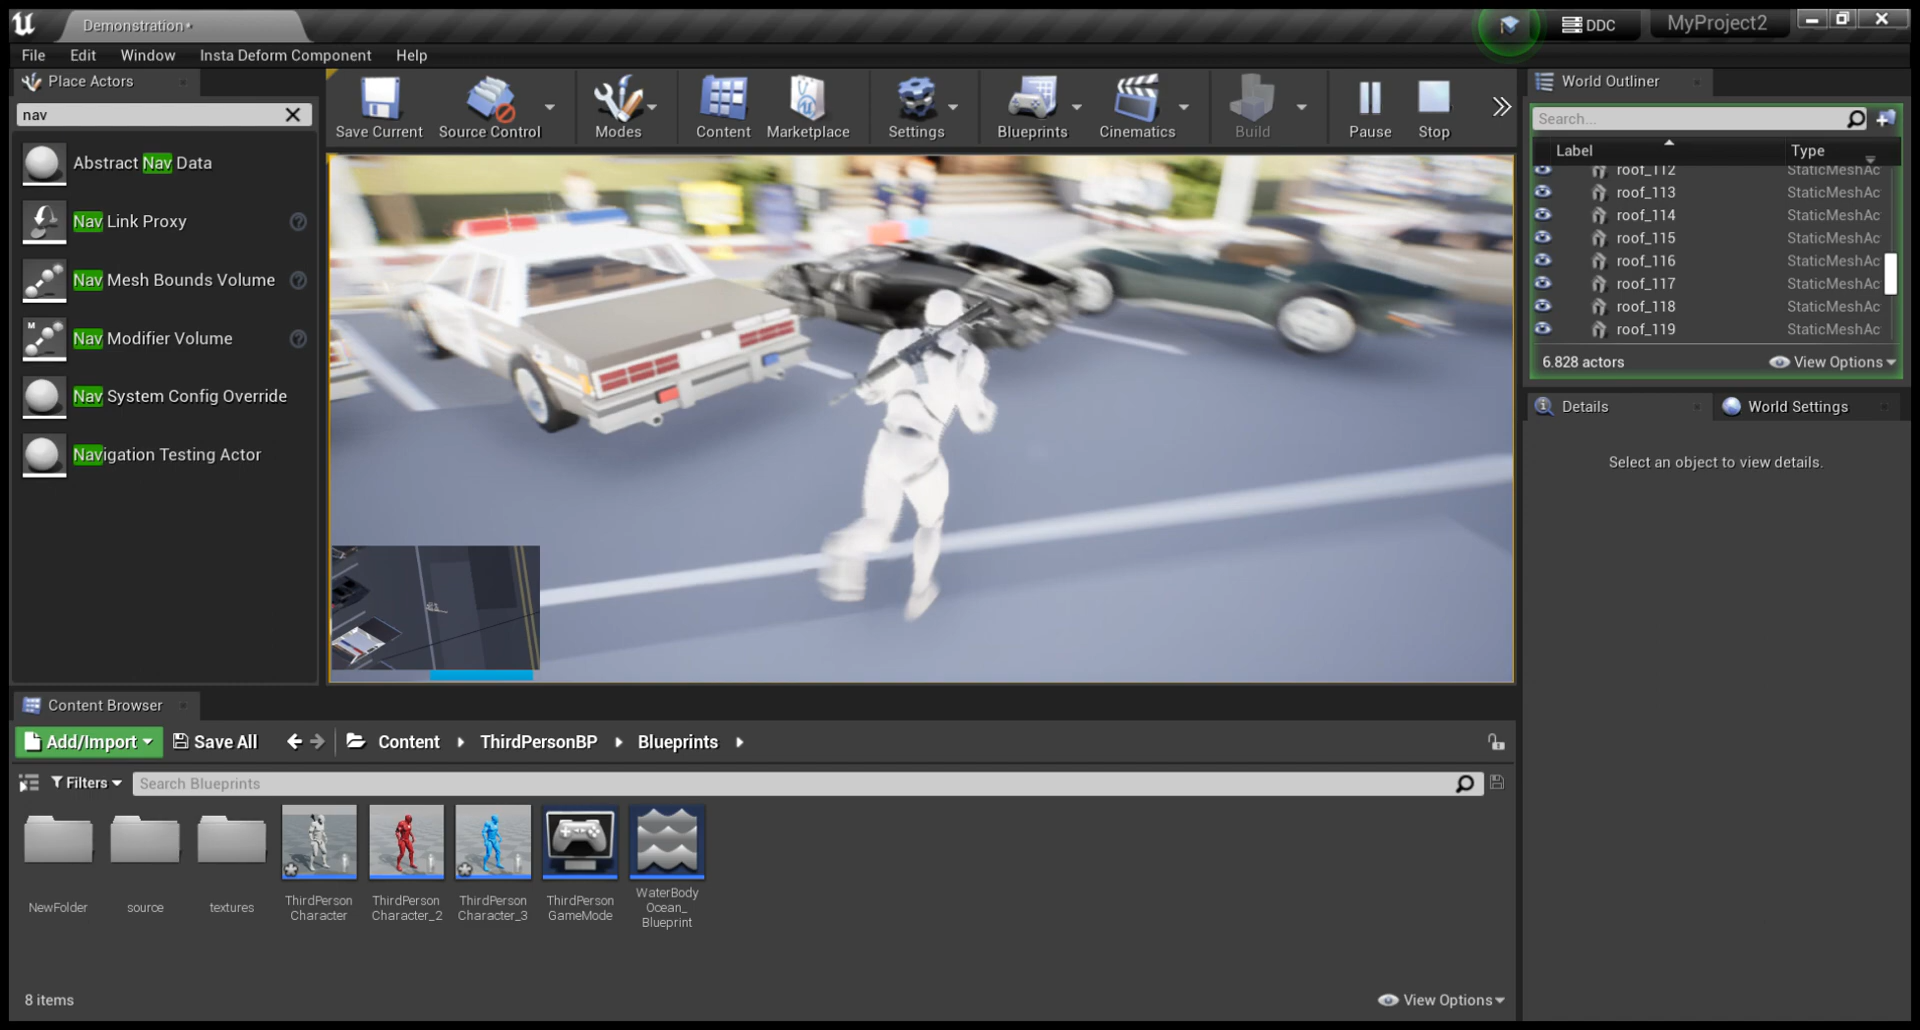 Demonstration•
DDC
MyProject2
File Edit Window Insta Deform Component Help
Place Actors
nav
Abstract Nav Data
Nav Link Proxy
Nav Mesh Bounds Volume
Nav Modifier Volume
Nav System Config Override
Navigation Testing Actor
Save Current Source Control Modes Content Marketplace Settings Blueprints Cinematics Build Pause Stop
World Outliner
Search...
Label Type
roof_112 StaticMeshAc
roof_113 StaticMeshAc
roof_114 StaticMeshAc
roof_115 StaticMeshAc
roof_116 StaticMeshAc
roof_117 StaticMeshAc
roof_118 StaticMeshAc
roof_119 StaticMeshAc
6.828 actors View Options
Details World Settings
Select an object to view details.
Content Browser
Add/Import Save All Content ThirdPersonBP Blueprints
Filters Search Blueprints
NewFolder
source
textures
ThirdPerson
Character
ThirdPerson
Character_2
ThirdPerson
Character_3
ThirdPerson
GameMode
WaterBody
Ocean_
Blueprint
8 items View Options